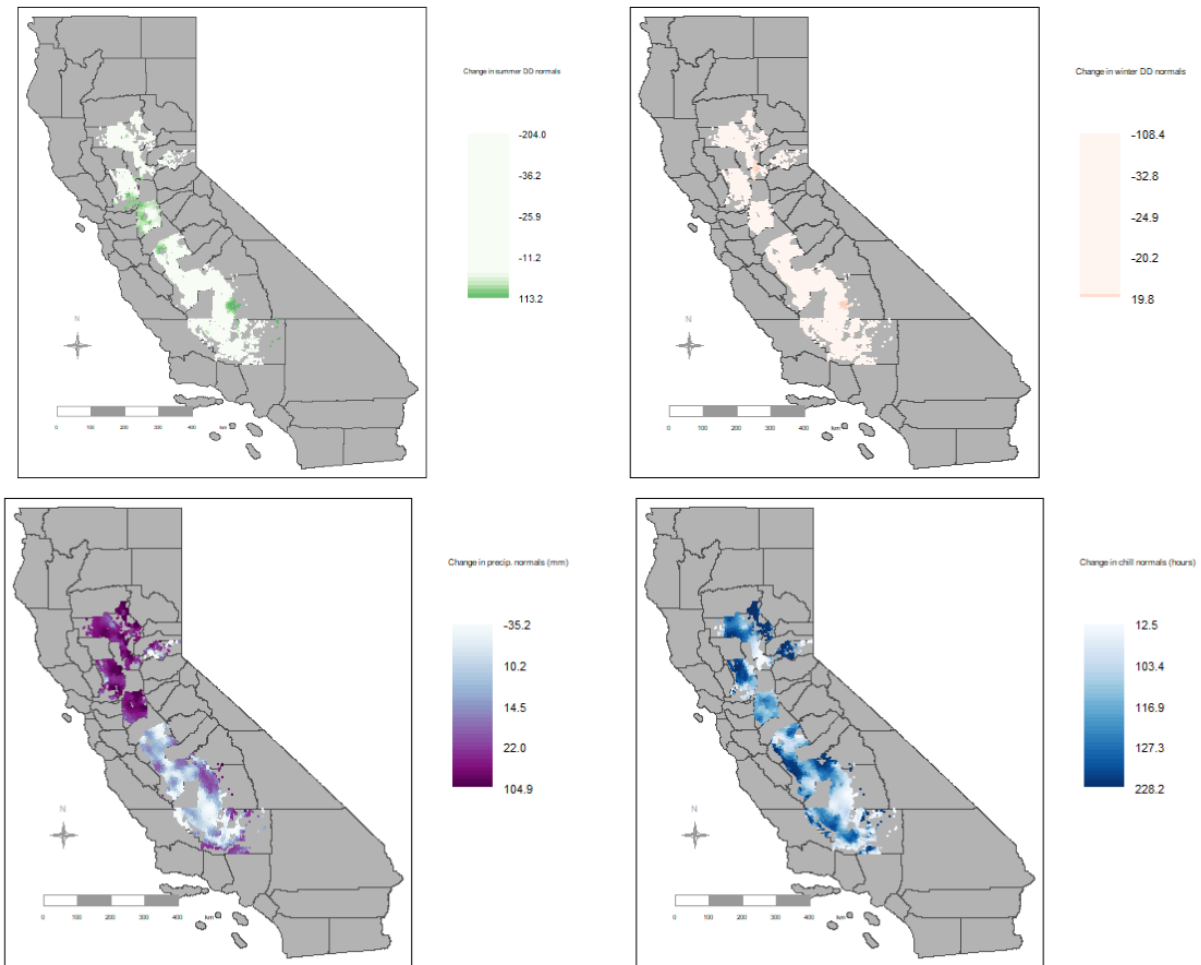 Change in summer DD normals
-204.0
-36.2
-25.9
-11.2
113.2
N
0 100 200 300 400 km
Change in winter DD normals
-108.4
-32.8
-24.9
-20.2
19.8
N
0 100 200 300 400 km
Change in precip. normals (mm)
-35.2
10.2
14.5
22.0
104.9
N
0 100 200 300 400 km
Change in chill normals (hours)
12.5
103.4
116.9
127.3
228.2
N
0 100 200 300 400 km